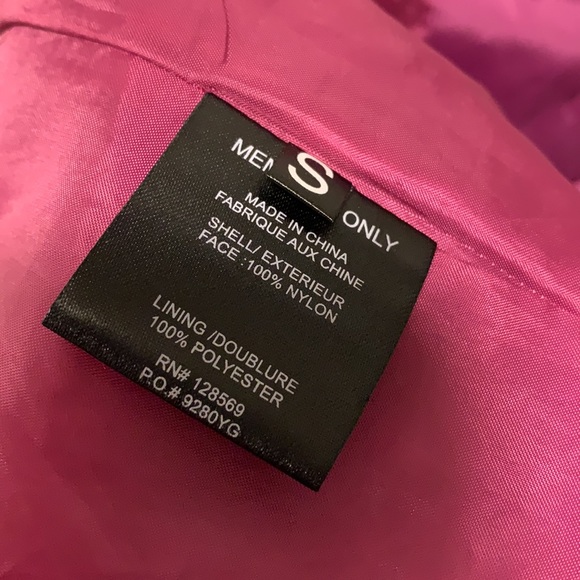 S
MEN ONLY
MADE IN CHINA
FABRIQUE AUX CHINE
SHELL/ EXTERIEUR
FACE :100% NYLON
LINING /DOUBLURE
100% POLYESTER
RN# 128569
P.O.# 9280YG